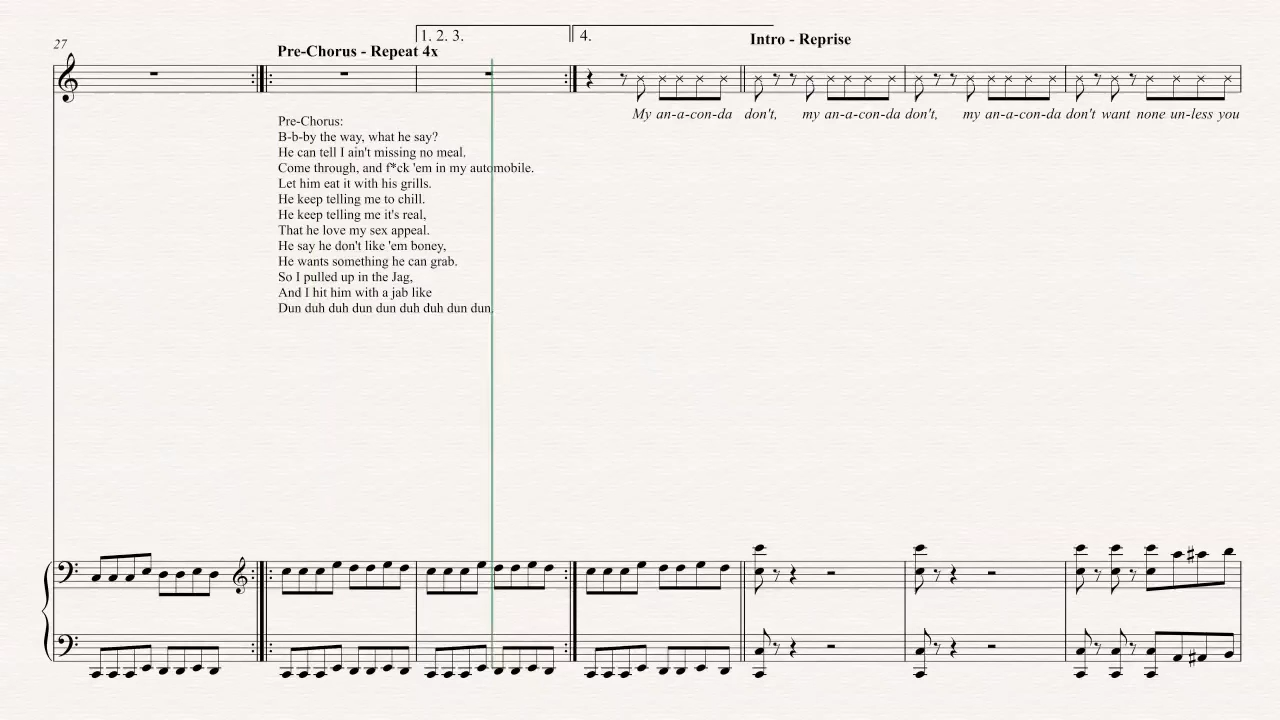 27
1. 2. 3.
4.
Pre-Chorus - Repeat 4x
Intro - Reprise
My an-a-con-da don't, my an-a-con-da don't, my an-a-con-da don't want none un-less you
Pre-Chorus:
B-b-by the way, what he say?
He can tell I ain't missing no meal.
Come through, and f*ck 'em in my automobile.
Let him eat it with his grills.
He keep telling me to chill.
He keep telling me it's real,
That he love my sex appeal.
He say he don't like 'em boney,
He wants something he can grab.
So I pulled up in the Jag,
And I hit him with a jab like
Dun duh duh dun dun duh duh dun dun.